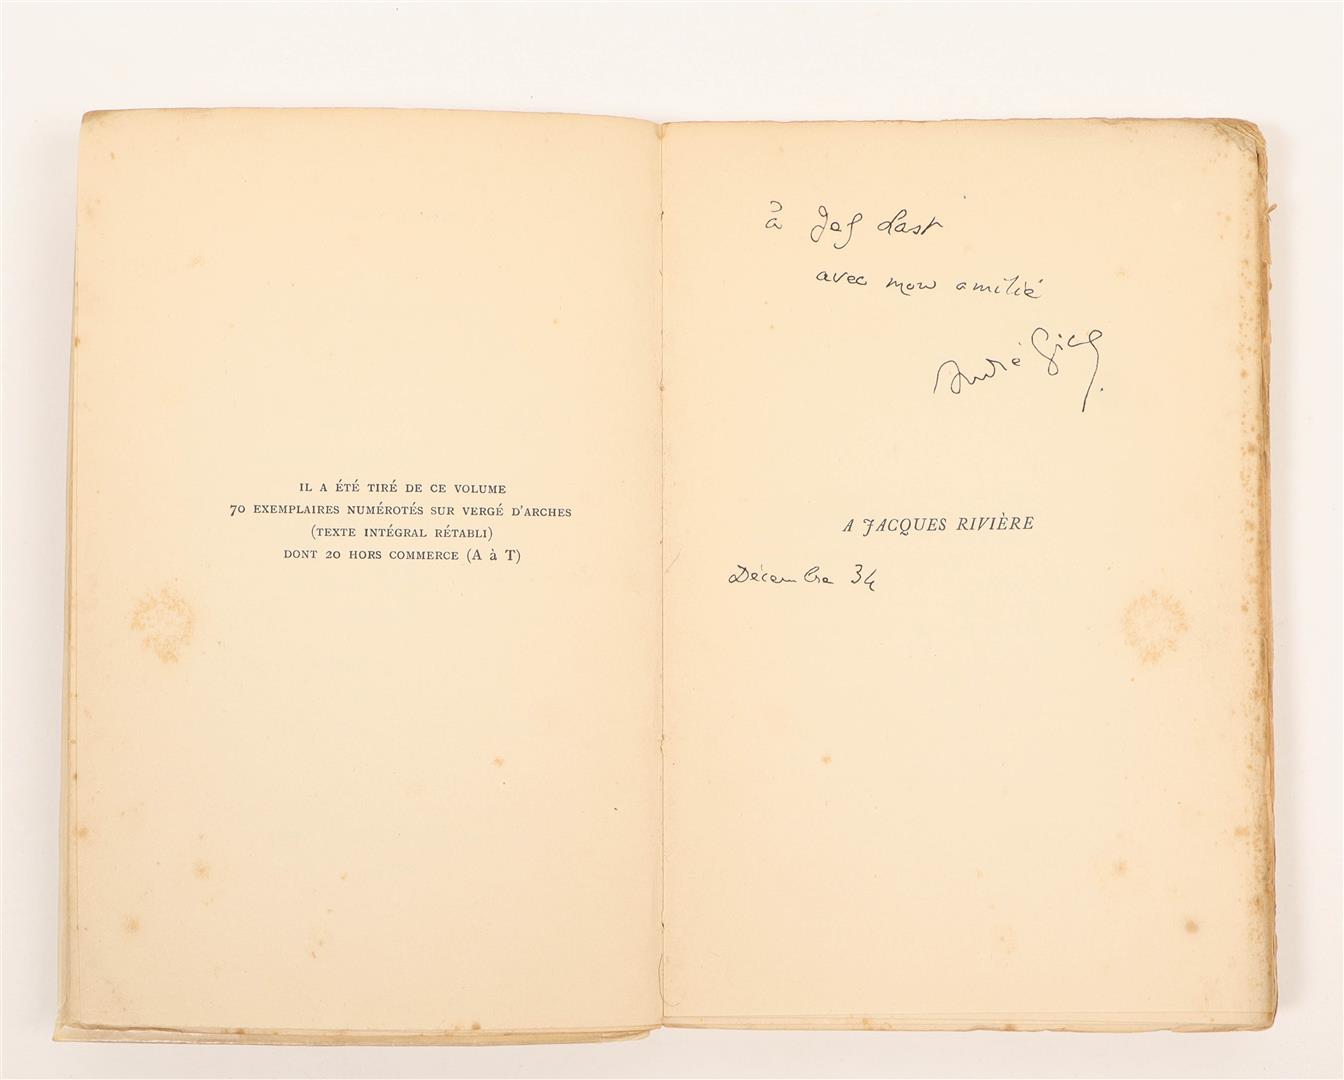 IL A ÉTÉ TIRÉ DE CE VOLUME
70 EXEMPLAIRES NUMÉROTÉS SUR VERGÉ D'ARCHES
(TEXTE INTÉGRAL RÉTABLI)
DONT 20 HORS COMMERCE (A à T)
à Jef Last
avec mon amitié
André Gide
A JACQUES RIVIÈRE
Décembre 34